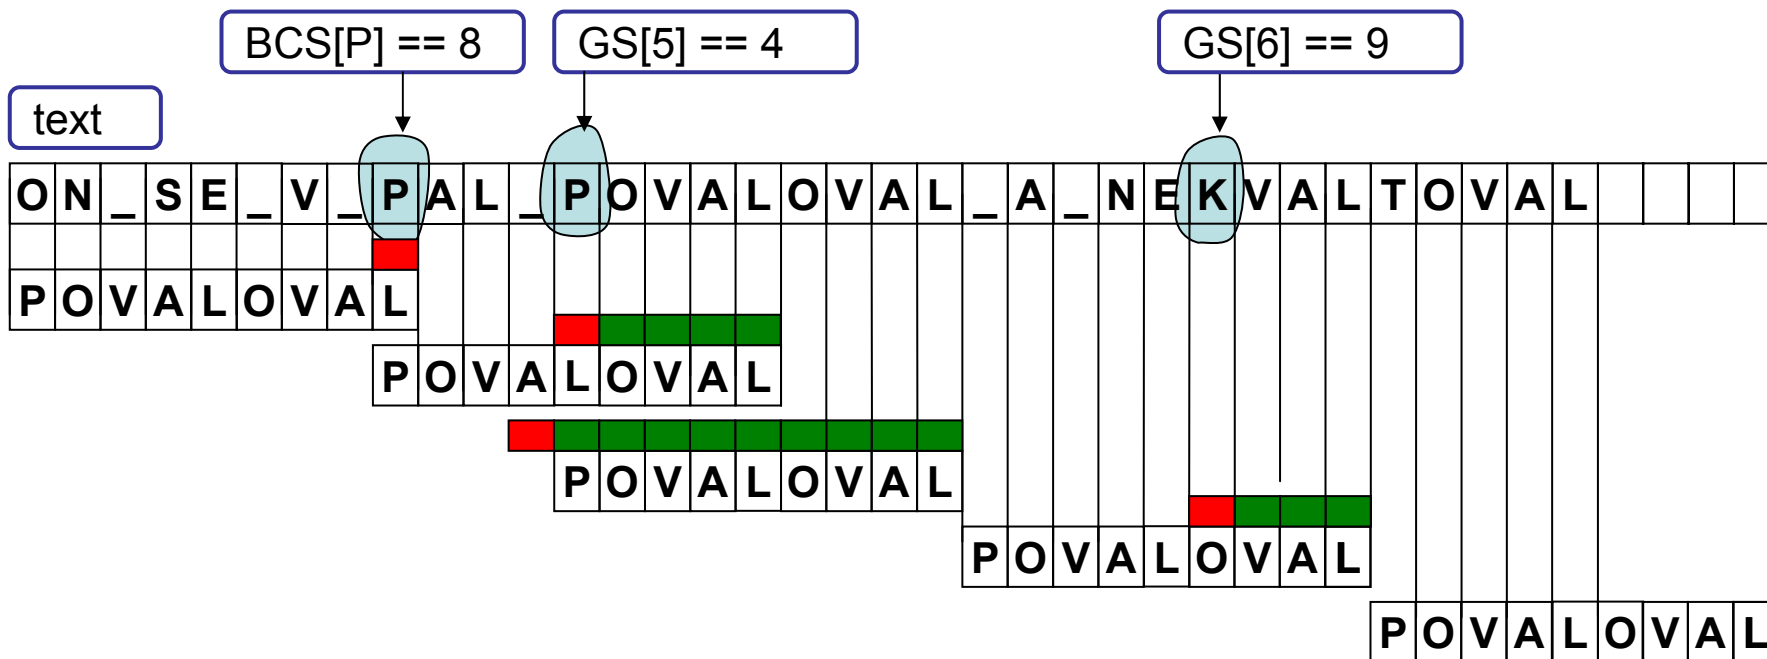 BCS[P] == 8 GS[5] == 4 GS[6] == 9
text
ON_SE_V_PAL_POVALOVAL_A_NEKVALTOVAL
POVALOVAL
POVALOVAL
POVALOVAL
POVALOVAL
POVALOVAL